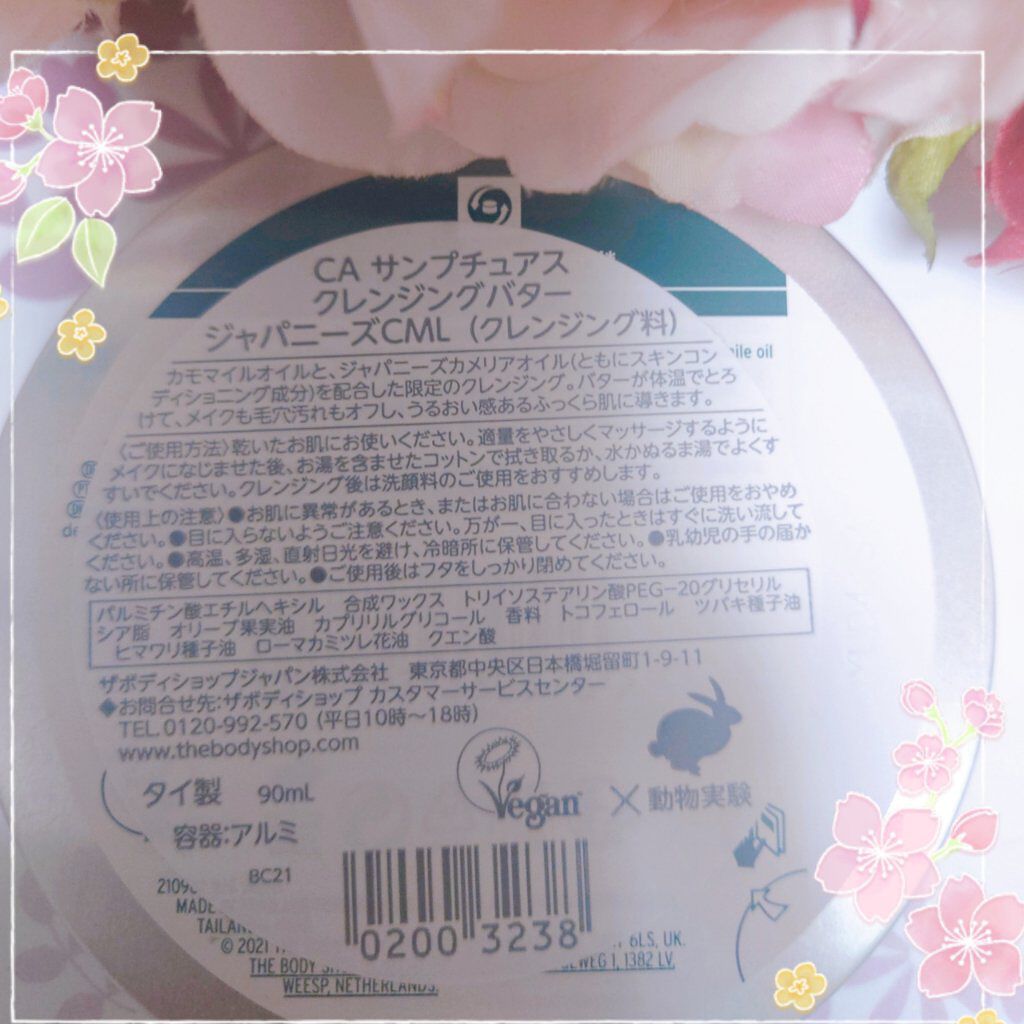 CA サンプチュアス
クレンジングバター
ジャパニーズCML（クレンジング料）
カモマイルオイルと、ジャパニーズカメリアオイル(ともにスキンコン
ディショニング成分)を配合した限定のクレンジング。バターが体温でとろ
けて、メイクも毛穴汚れもオフし、うるおい感あるふっくら肌に導きます。
〈ご使用方法〉乾いたお肌にお使いください。適量をやさしくマッサージするように
メイクになじませた後、お湯を含ませたコットンで拭き取るか、水かぬるま湯でよくす
すいでください。クレンジング後は洗顔料のご使用をおすすめします。
〈使用上の注意〉●お肌に異常があるとき、またはお肌に合わない場合はご使用をおやめ
ください。●目に入らないようご注意ください。万が一、目に入ったときはすぐに洗い流して
ください。●高温、多湿、直射日光を避け、冷暗所に保管してください。●乳幼児の手の届か
ない所に保管してください。●ご使用後はフタをしっかり閉めてください。
パルミチン酸エチルヘキシル　合成ワックス　トリイソステアリン酸PEG-20グリセリル
シア脂　オリーブ果実油　カプリリルグリコール　香料　トコフェロール　ツバキ種子油
ヒマワリ種子油　ローマカミツレ花油　クエン酸
ザボディショップジャパン株式会社　東京都中央区日本橋堀留町1-9-11
◆お問合せ先:ザボディショップ カスタマーサービスセンター
TEL.0120-992-570（平日10時～18時）
www.thebodyshop.com
タイ製　90mL
Vegan
×動物実験
容器:アルミ
BC21
0200 3238
mile oil
MADE
© 2021
6LS, UK.
THE BODY
1382 LV
WEESP, NETHERLANDS.